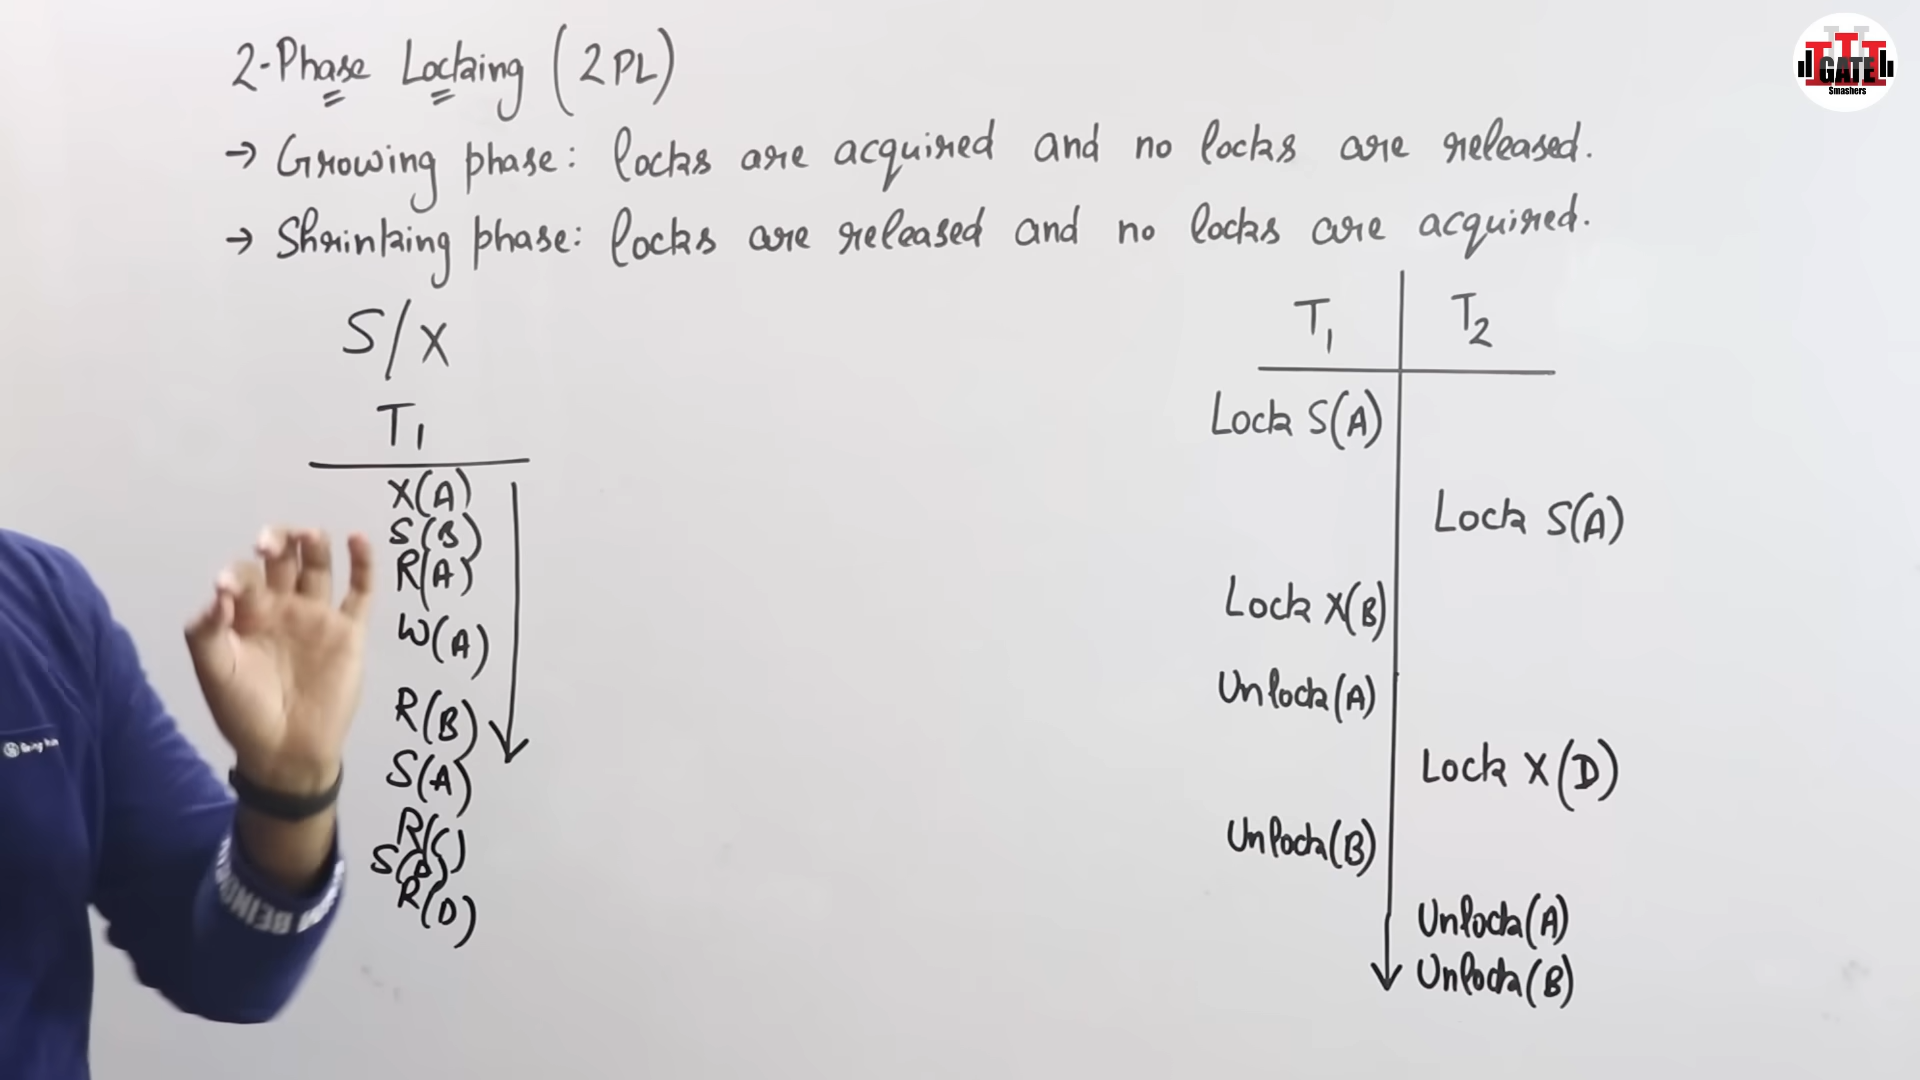 2-Phase Locking (2PL)
→ Growing phase: locks are acquired and no locks are released.
→ Shrinking phase: locks are released and no locks are acquired.
S/X
T1
X(A)
S(B)
R(A)
W(A)
R(B)
S(A)
R(C)
R(D)
T1 T2
Lock S(A)
Lock S(A)
Lock X(B)
Unlock(A)
Lock X(D)
Unlock(B)
Unlock(A)
Unlock(B)
GATE
Smashers
BEING